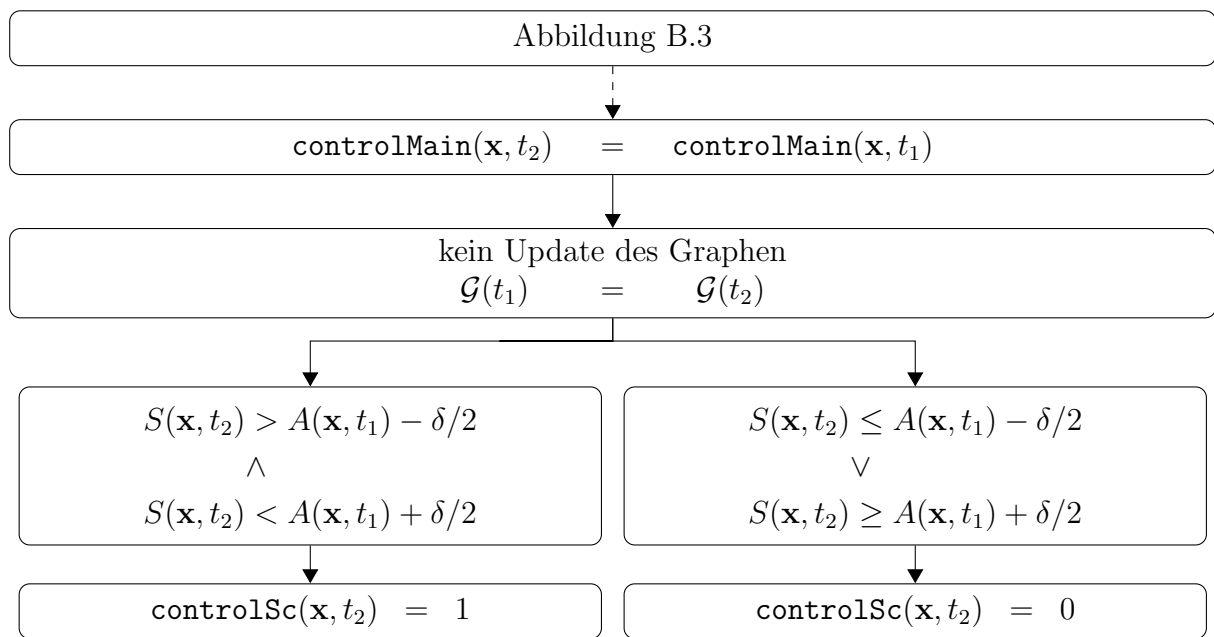 Abbildung B.3
controlMain(x, t₂) = controlMain(x, t₁)
kein Update des Graphen
𝒢(t₁) = 𝒢(t₂)
S(x, t₂) > A(x, t₁) − δ/2
∧
S(x, t₂) < A(x, t₁) + δ/2
S(x, t₂) ≤ A(x, t₁) − δ/2
∨
S(x, t₂) ≥ A(x, t₁) + δ/2
controlSc(x, t₂) = 1
controlSc(x, t₂) = 0